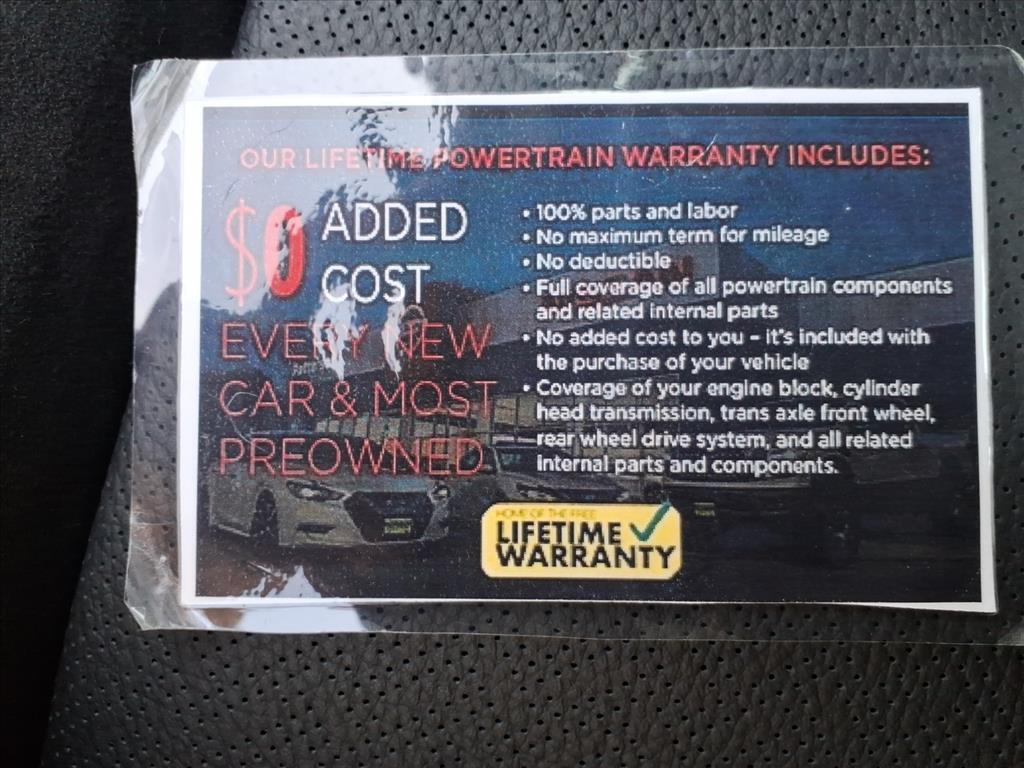 OUR LIFETIME POWERTRAIN WARRANTY INCLUDES:
$0 ADDED
COST
EVERY NEW
CAR & MOST
PREOWNED
• 100% parts and labor
• No maximum term for mileage
• No deductible
• Full coverage of all powertrain components
and related internal parts
• No added cost to you – it's included with
the purchase of your vehicle
• Coverage of your engine block, cylinder
head transmission, trans axle front wheel,
rear wheel drive system, and all related
internal parts and components.
HOME OF THE FREE
LIFETIME
WARRANTY